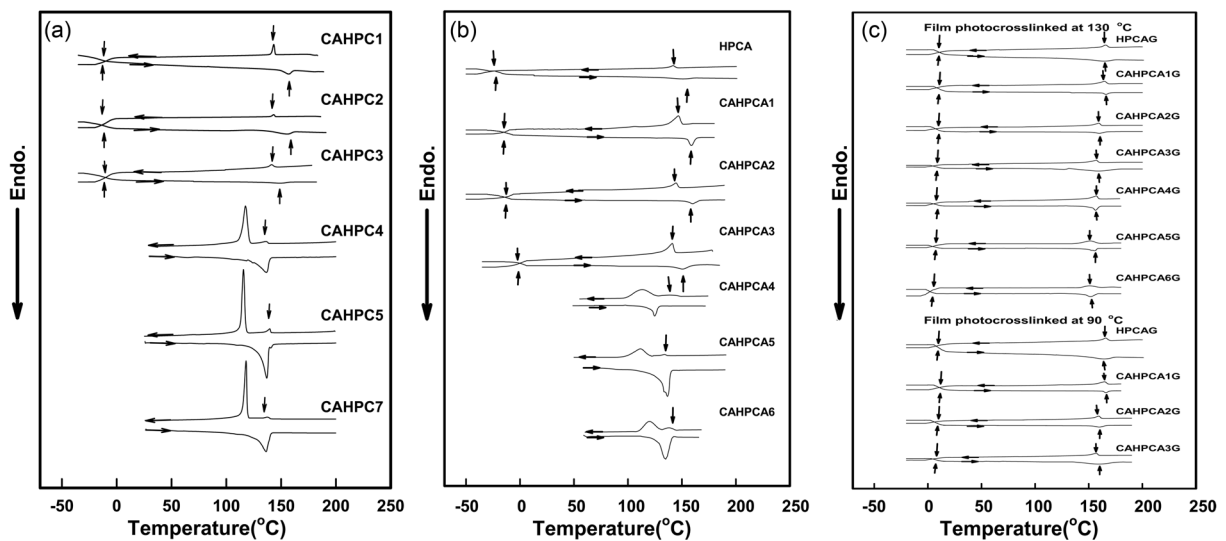 (a)
CAHPC1
CAHPC2
CAHPC3
CAHPC4
CAHPC5
CAHPC7
Endo.
-50 0 50 100 150 200 250
Temperature(°C)
(b)
HPCA
CAHPCA1
CAHPCA2
CAHPCA3
CAHPCA4
CAHPCA5
CAHPCA6
Endo.
-50 0 50 100 150 200 250
Temperature(°C)
(c)
Film photocrosslinked at 130 °C
HPCAG
CAHPCA1G
CAHPCA2G
CAHPCA3G
CAHPCA4G
CAHPCA5G
CAHPCA6G
Film photocrosslinked at 90 °C
HPCAG
CAHPCA1G
CAHPCA2G
CAHPCA3G
Endo.
-50 0 50 100 150 200 250
Temperature(°C)